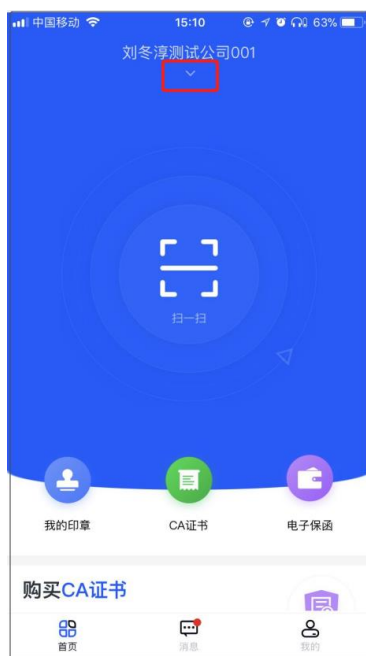 中国移动 15:10 63%
刘冬淳测试公司001
扫一扫
我的印章 CA证书 电子保函
购买CA证书
首页 消息 我的